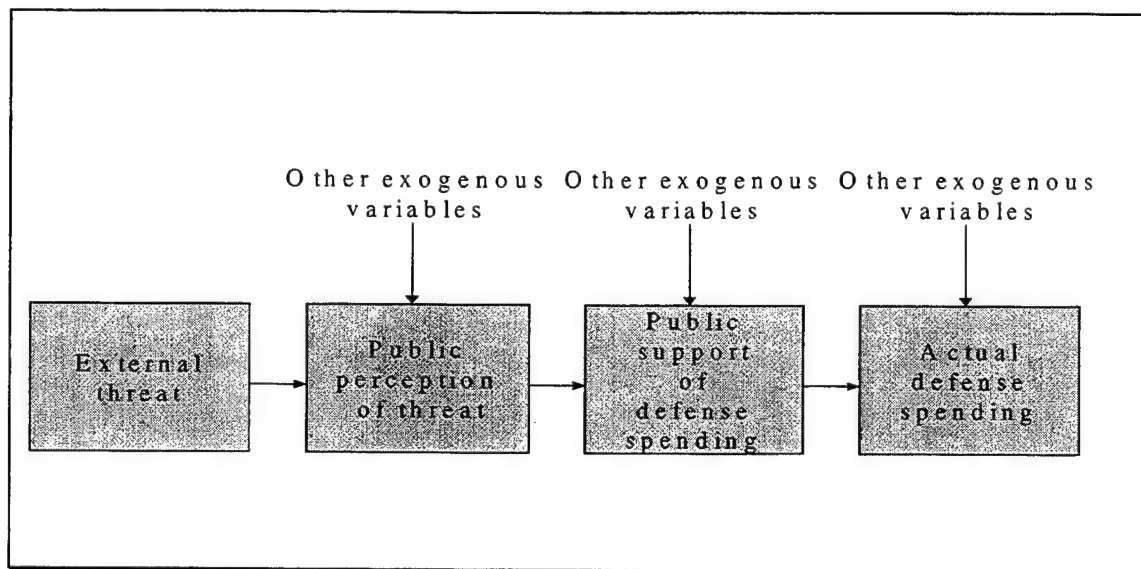 Other exogenous
variables
Other exogenous
variables
Other exogenous
variables
External
threat
Public
perception
of threat
Public
support
of
defense
spending
Actual
defense
spending